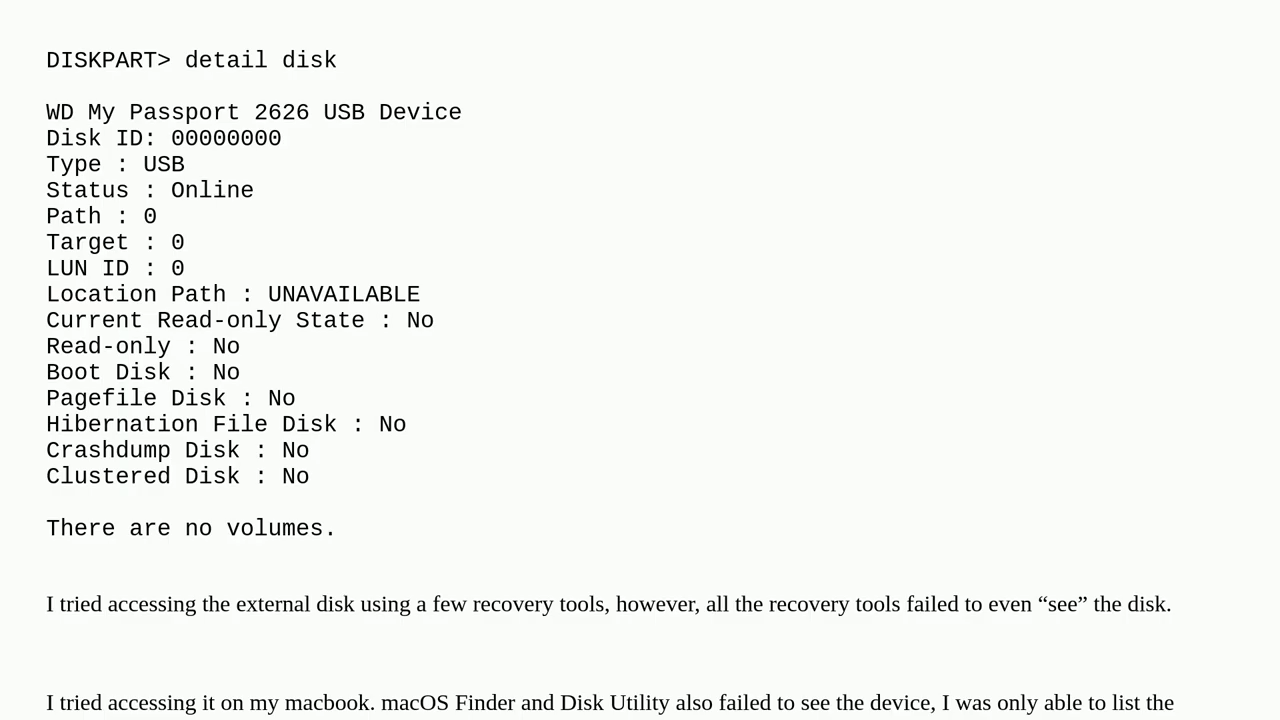 DISKPART> detail disk
WD My Passport 2626 USB Device
Disk ID: 00000000
Type : USB
Status : Online
Path : 0
Target : 0
LUN ID : 0
Location Path : UNAVAILABLE
Current Read-only State : No
Read-only : No
Boot Disk : No
Pagefile Disk : No
Hibernation File Disk : No
Crashdump Disk : No
Clustered Disk : No
There are no volumes.
I tried accessing the external disk using a few recovery tools, however, all the recovery tools failed to even “see” the disk.
I tried accessing it on my macbook. macOS Finder and Disk Utility also failed to see the device, I was only able to list the